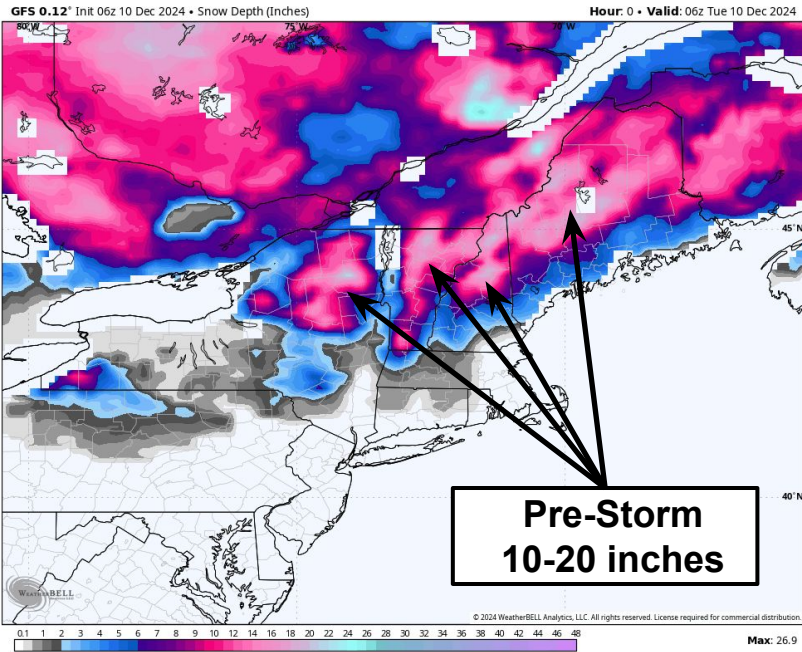 GFS 0.12° Init 06z 10 Dec 2024 • Snow Depth (Inches) Hour: 0 • Valid: 06z Tue 10 Dec 2024
80°W 75°W 70°W
45°N
40°N
Pre-Storm
10-20 inches
WEATHERBELL
© 2024 WeatherBELL Analytics, LLC. All rights reserved. License required for commercial distribution.
0.1 1 2 3 4 5 6 7 8 9 10 12 14 16 18 20 22 24 26 28 30 32 34 36 38 40 42 44 46 48 Max: 26.9